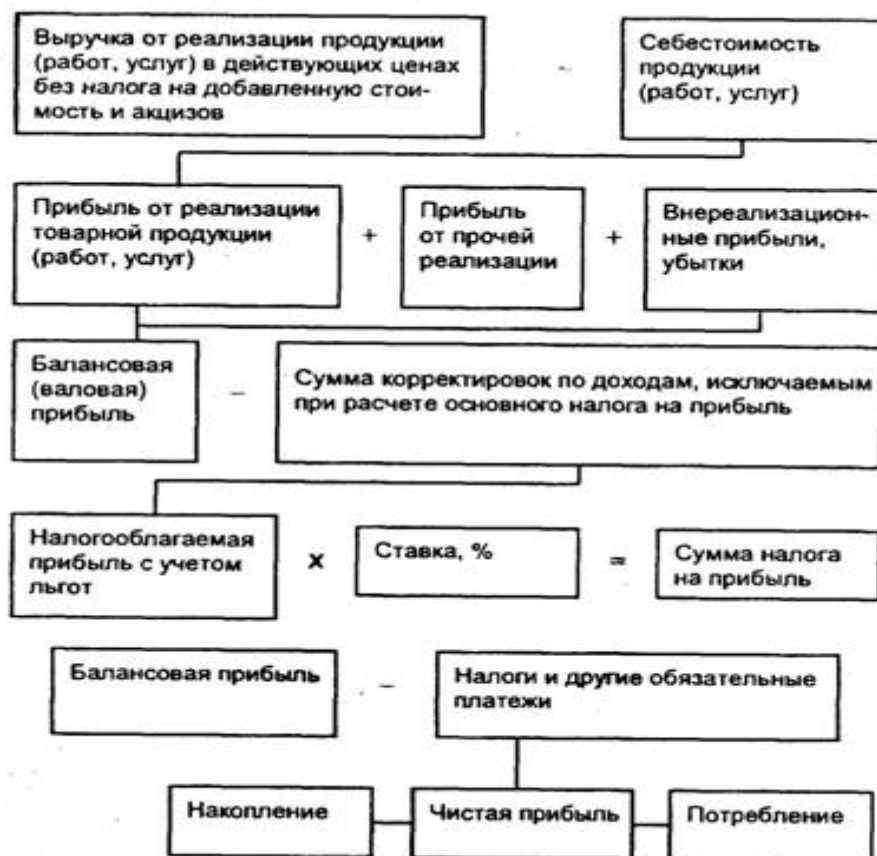 Выручка от реализации продукции
(работ, услуг) в действующих ценах
без налога на добавленную стои-
мость и акцизов
-
Себестоимость
продукции
(работ, услуг)
Прибыль от реализации
товарной продукции
(работ, услуг)
+
Прибыль
от прочей
реализации
+
Внереализацион-
ные прибыли,
убытки
Балансовая
(валовая)
прибыль
-
Сумма корректировок по доходам, исключаемым
при расчете основного налога на прибыль
Налогооблагаемая
прибыль с учетом
льгот
x
Ставка, %
=
Сумма налога
на прибыль
Балансовая прибыль
-
Налоги и другие обязательные
платежи
Накопление
Чистая прибыль
Потребление